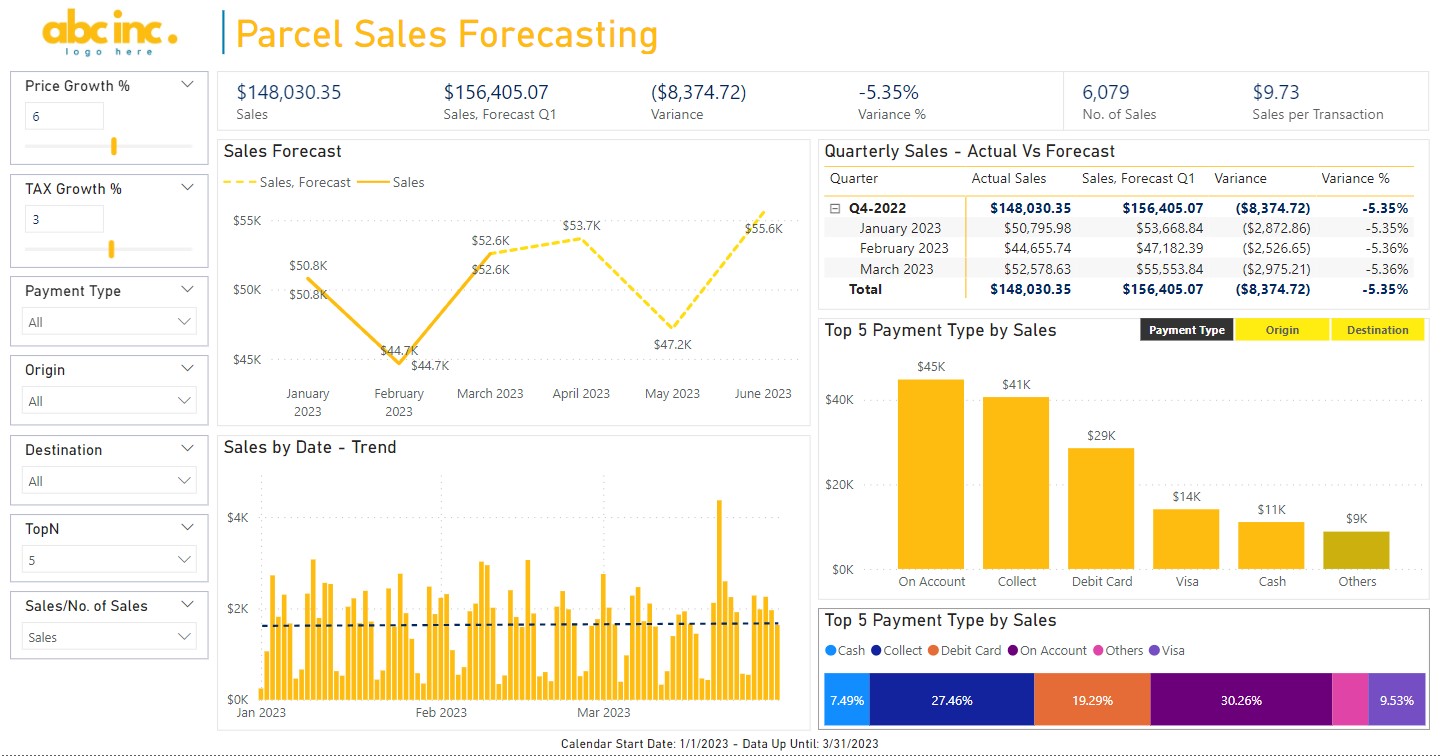 abc inc.
logo here
Parcel Sales Forecasting
Price Growth %
6
TAX Growth %
3
Payment Type
All
Origin
All
Destination
All
TopN
5
Sales/No. of Sales
Sales
$148,030.35 $156,405.07 ($8,374.72) -5.35% 6,079 $9.73
Sales Sales, Forecast Q1 Variance Variance % No. of Sales Sales per Transaction
Sales Forecast
Sales, Forecast Sales
$55K
$50K
$45K
$50.8K
$50.8K
$44.7K
$44.7K
$52.6K
$52.6K
$53.7K
$47.2K
$55.6K
January 2023
February 2023
March 2023
April 2023
May 2023
June 2023
Sales by Date - Trend
$4K
$2K
$0K
Jan 2023 Feb 2023 Mar 2023
Quarterly Sales - Actual Vs Forecast
Quarter Actual Sales Sales, Forecast Q1 Variance Variance %
Q4-2022 $148,030.35 $156,405.07 ($8,374.72) -5.35%
January 2023 $50,795.98 $53,668.84 ($2,872.86) -5.35%
February 2023 $44,655.74 $47,182.39 ($2,526.65) -5.36%
March 2023 $52,578.63 $55,553.84 ($2,975.21) -5.36%
Total $148,030.35 $156,405.07 ($8,374.72) -5.35%
Top 5 Payment Type by Sales
Payment Type Origin Destination
$40K
$20K
$0K
$45K
$41K
$29K
$14K
$11K
$9K
On Account Collect Debit Card Visa Cash Others
Top 5 Payment Type by Sales
Cash Collect Debit Card On Account Others Visa
7.49% 27.46% 19.29% 30.26% 9.53%
Calendar Start Date: 1/1/2023 - Data Up Until: 3/31/2023